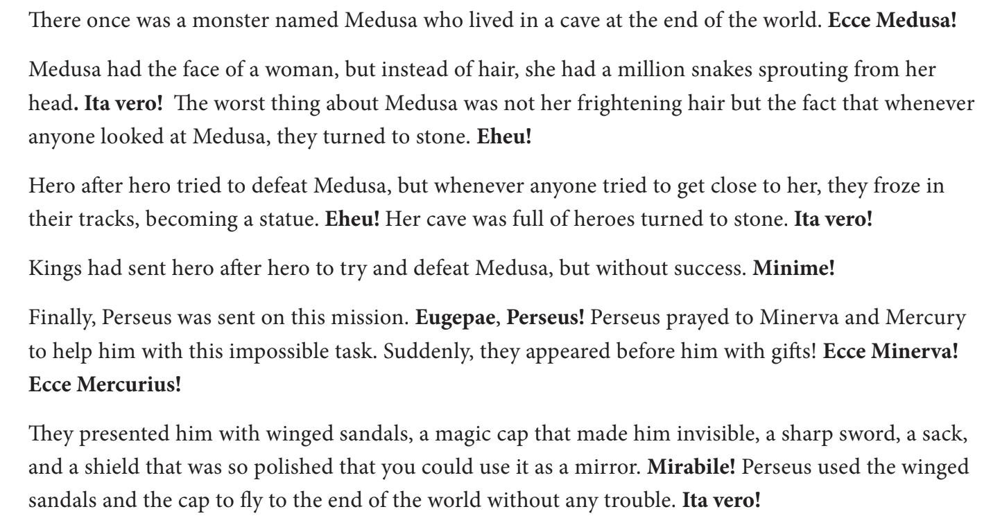 There once was a monster named Medusa who lived in a cave at the end of the world. Ecce Medusa!
Medusa had the face of a woman, but instead of hair, she had a million snakes sprouting from her
head. Ita vero! The worst thing about Medusa was not her frightening hair but the fact that whenever
anyone looked at Medusa, they turned to stone. Eheu!
Hero after hero tried to defeat Medusa, but whenever anyone tried to get close to her, they froze in
their tracks, becoming a statue. Eheu! Her cave was full of heroes turned to stone. Ita vero!
Kings had sent hero after hero to try and defeat Medusa, but without success. Minime!
Finally, Perseus was sent on this mission. Eugepae, Perseus! Perseus prayed to Minerva and Mercury
to help him with this impossible task. Suddenly, they appeared before him with gifts! Ecce Minerva!
Ecce Mercurius!
They presented him with winged sandals, a magic cap that made him invisible, a sharp sword, a sack,
and a shield that was so polished that you could use it as a mirror. Mirabile! Perseus used the winged
sandals and the cap to fly to the end of the world without any trouble. Ita vero!